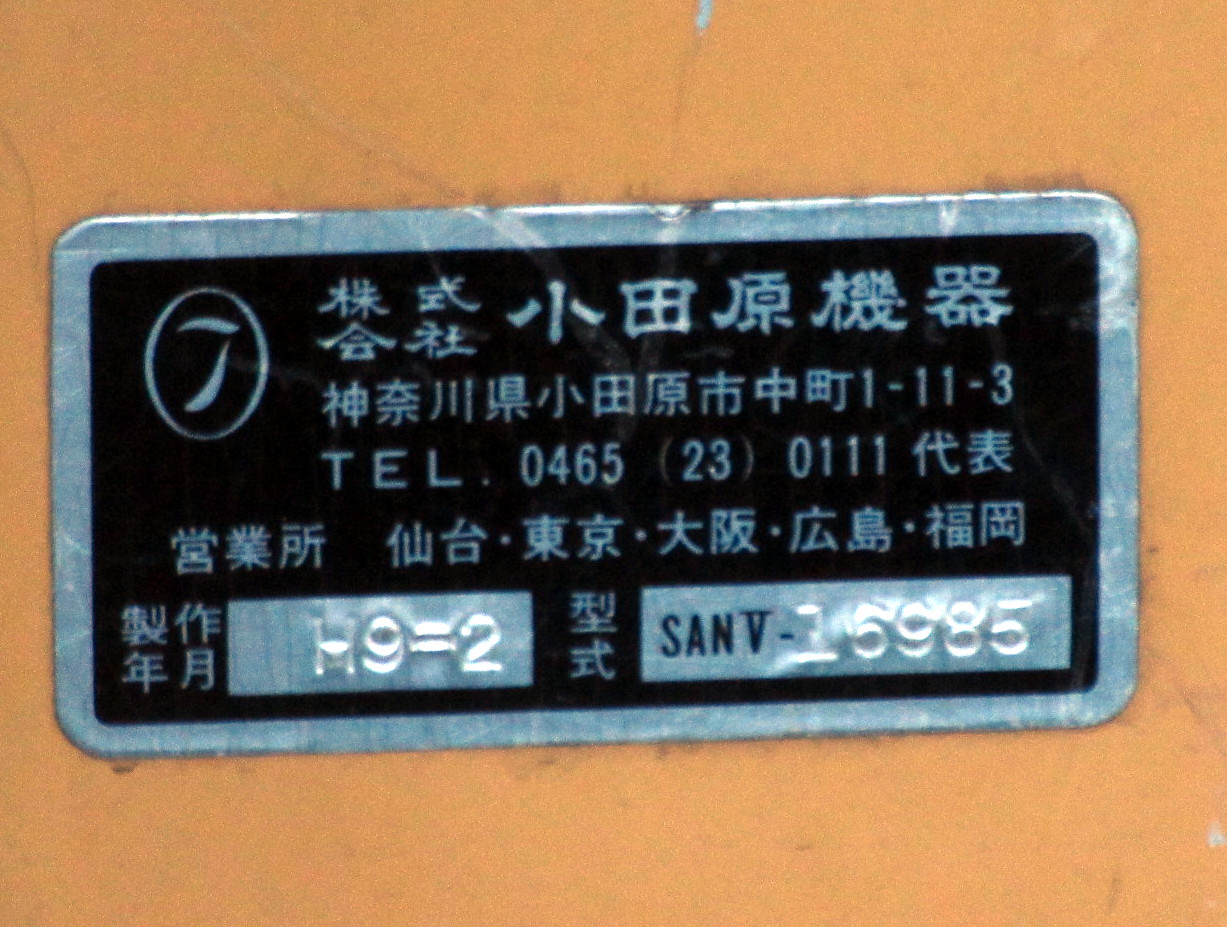 株式会社 小田原機器
神奈川県小田原市中町1-11-3
TEL. 0465 (23) 0111 代表
営業所 仙台・東京・大阪・広島・福岡
製作年月 H9=2 型式 SANV-16985